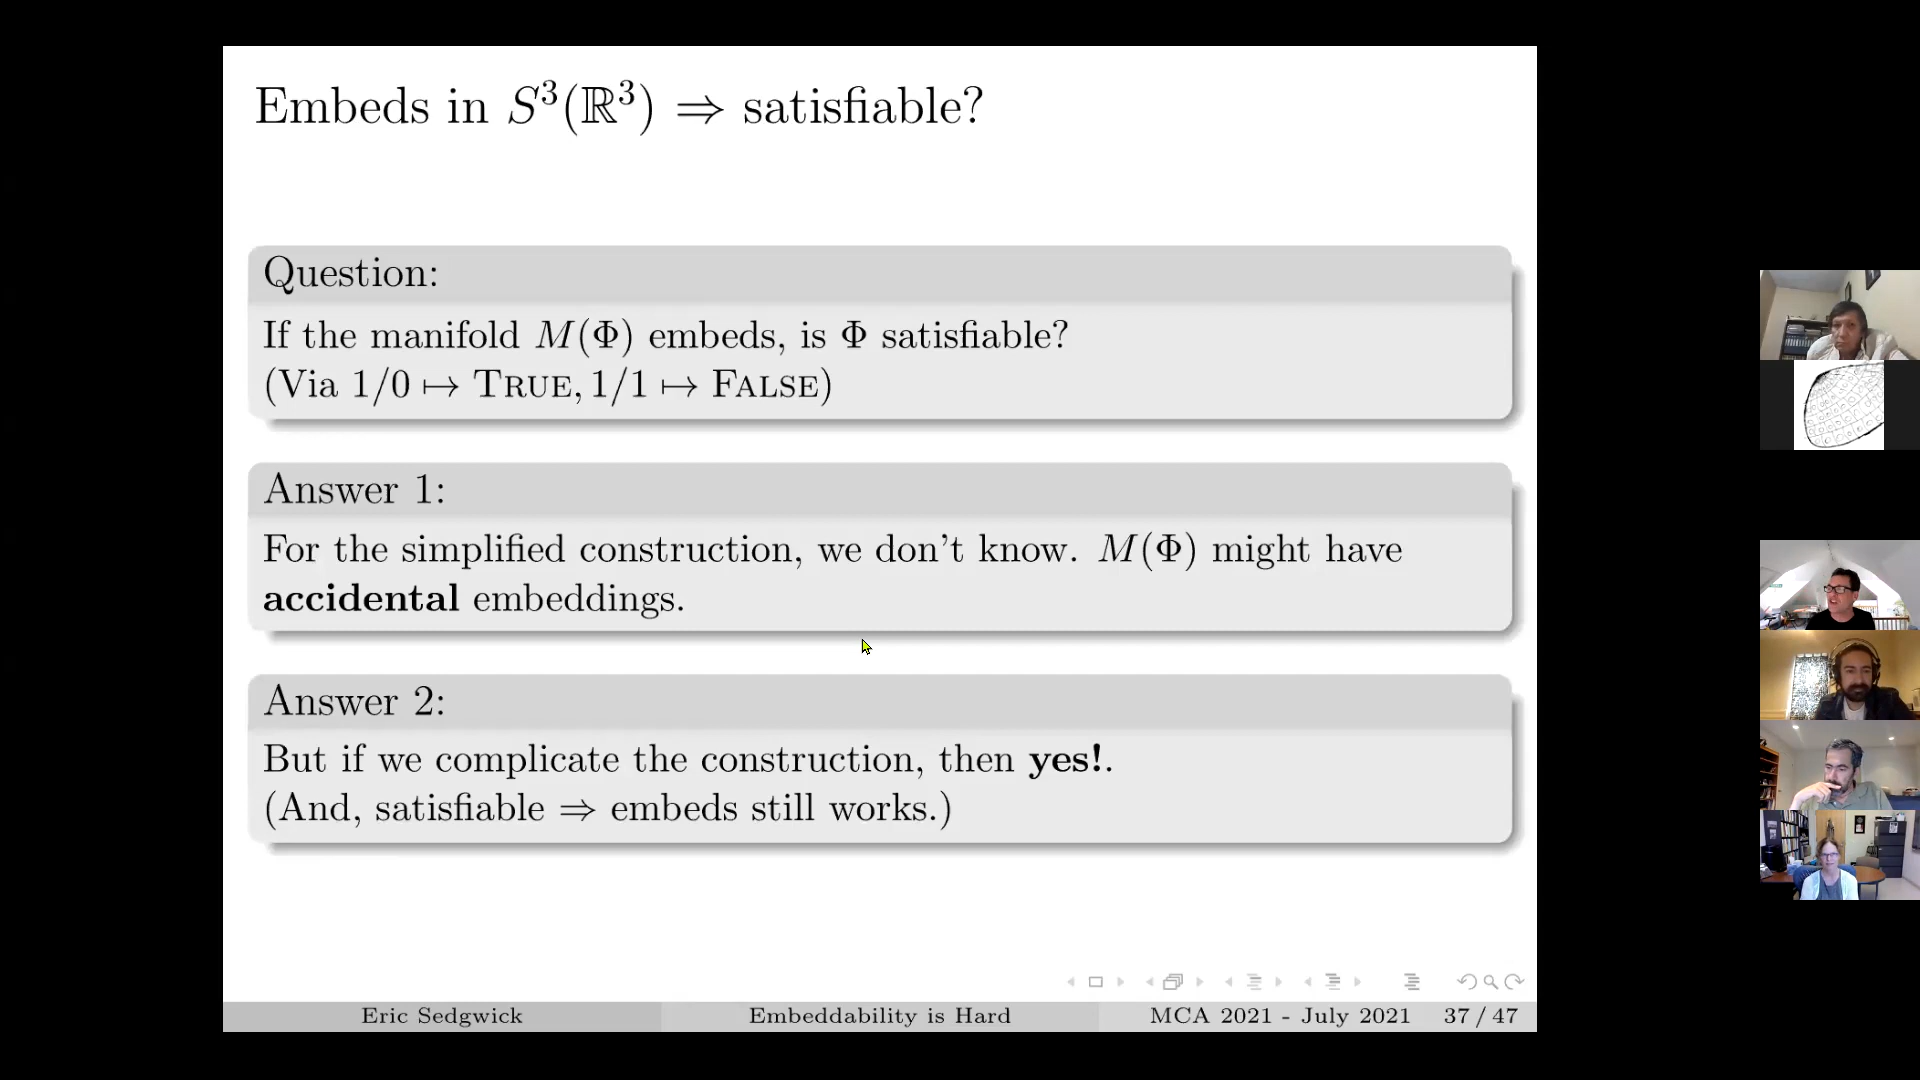 Embeds in S³(ℝ³) ⇒ satisfiable?
Question:
If the manifold M(Φ) embeds, is Φ satisfiable?
(Via 1/0 ↦ TRUE, 1/1 ↦ FALSE)
Answer 1:
For the simplified construction, we don't know. M(Φ) might have
accidental embeddings.
Answer 2:
But if we complicate the construction, then yes!.
(And, satisfiable ⇒ embeds still works.)
Eric Sedgwick
Embeddability is Hard
MCA 2021 - July 2021
37 / 47